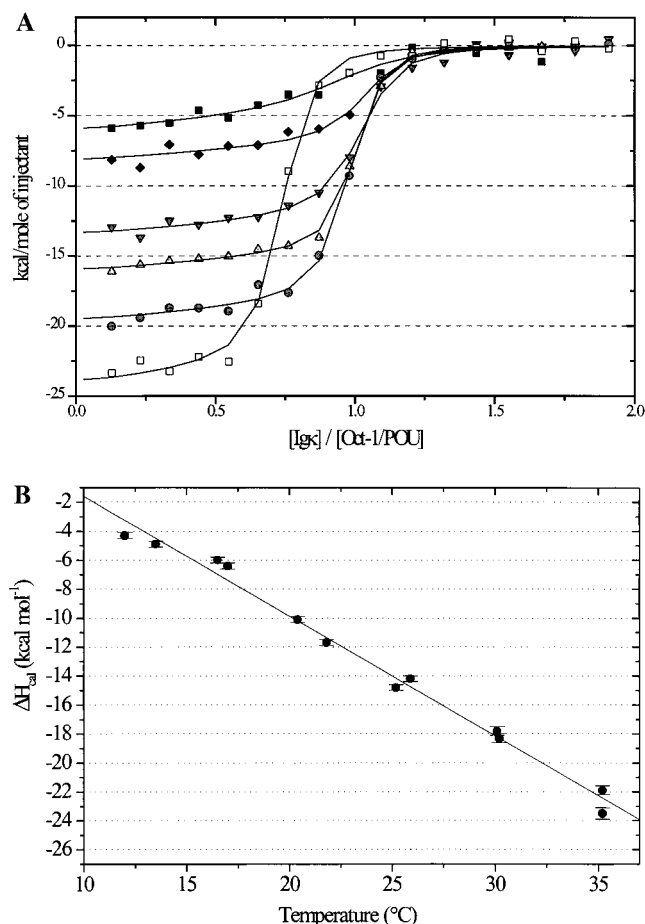 A
0
-5
-10
-15
-20
-25
kcal/mole of injectant
0.0 0.5 1.0 1.5 2.0
[Igκ] / [Oct-1/POU]
B
-2
-4
-6
-8
-10
-12
-14
-16
-18
-20
-22
-24
-26
ΔHcal (kcal mol-1)
10 15 20 25 30 35
Temperature (°C)